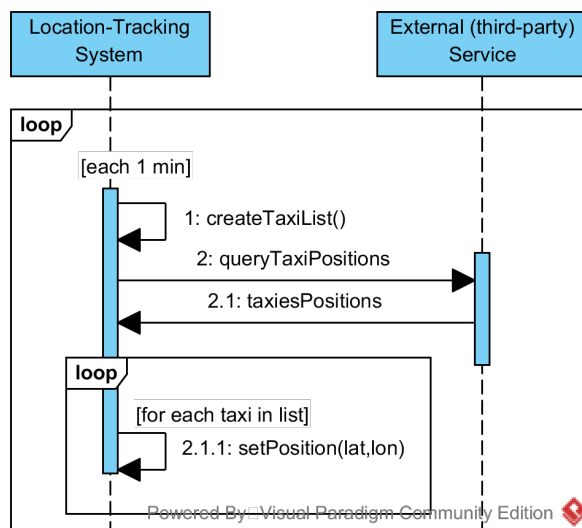 Location-Tracking
System
External (third-party)
Service
loop
[each 1 min]
1: createTaxiList()
2: queryTaxiPositions
2.1: taxiesPositions
loop
[for each taxi in list]
2.1.1: setPosition(lat,lon)
Powered By Visual Paradigm Community Edition